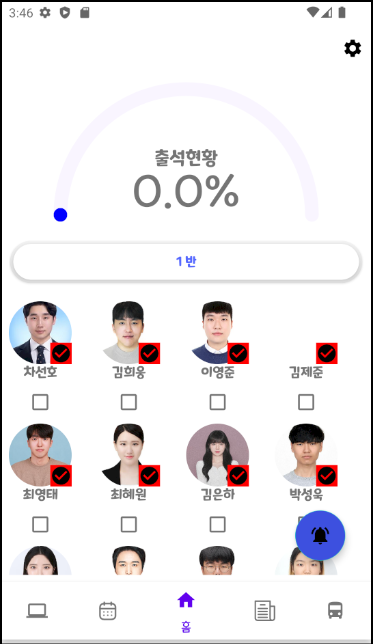 3:46
출석현황
0.0%
1반
차선호 김희웅 이영준 김제준
최영태 최혜원 김은하 박성욱
홈